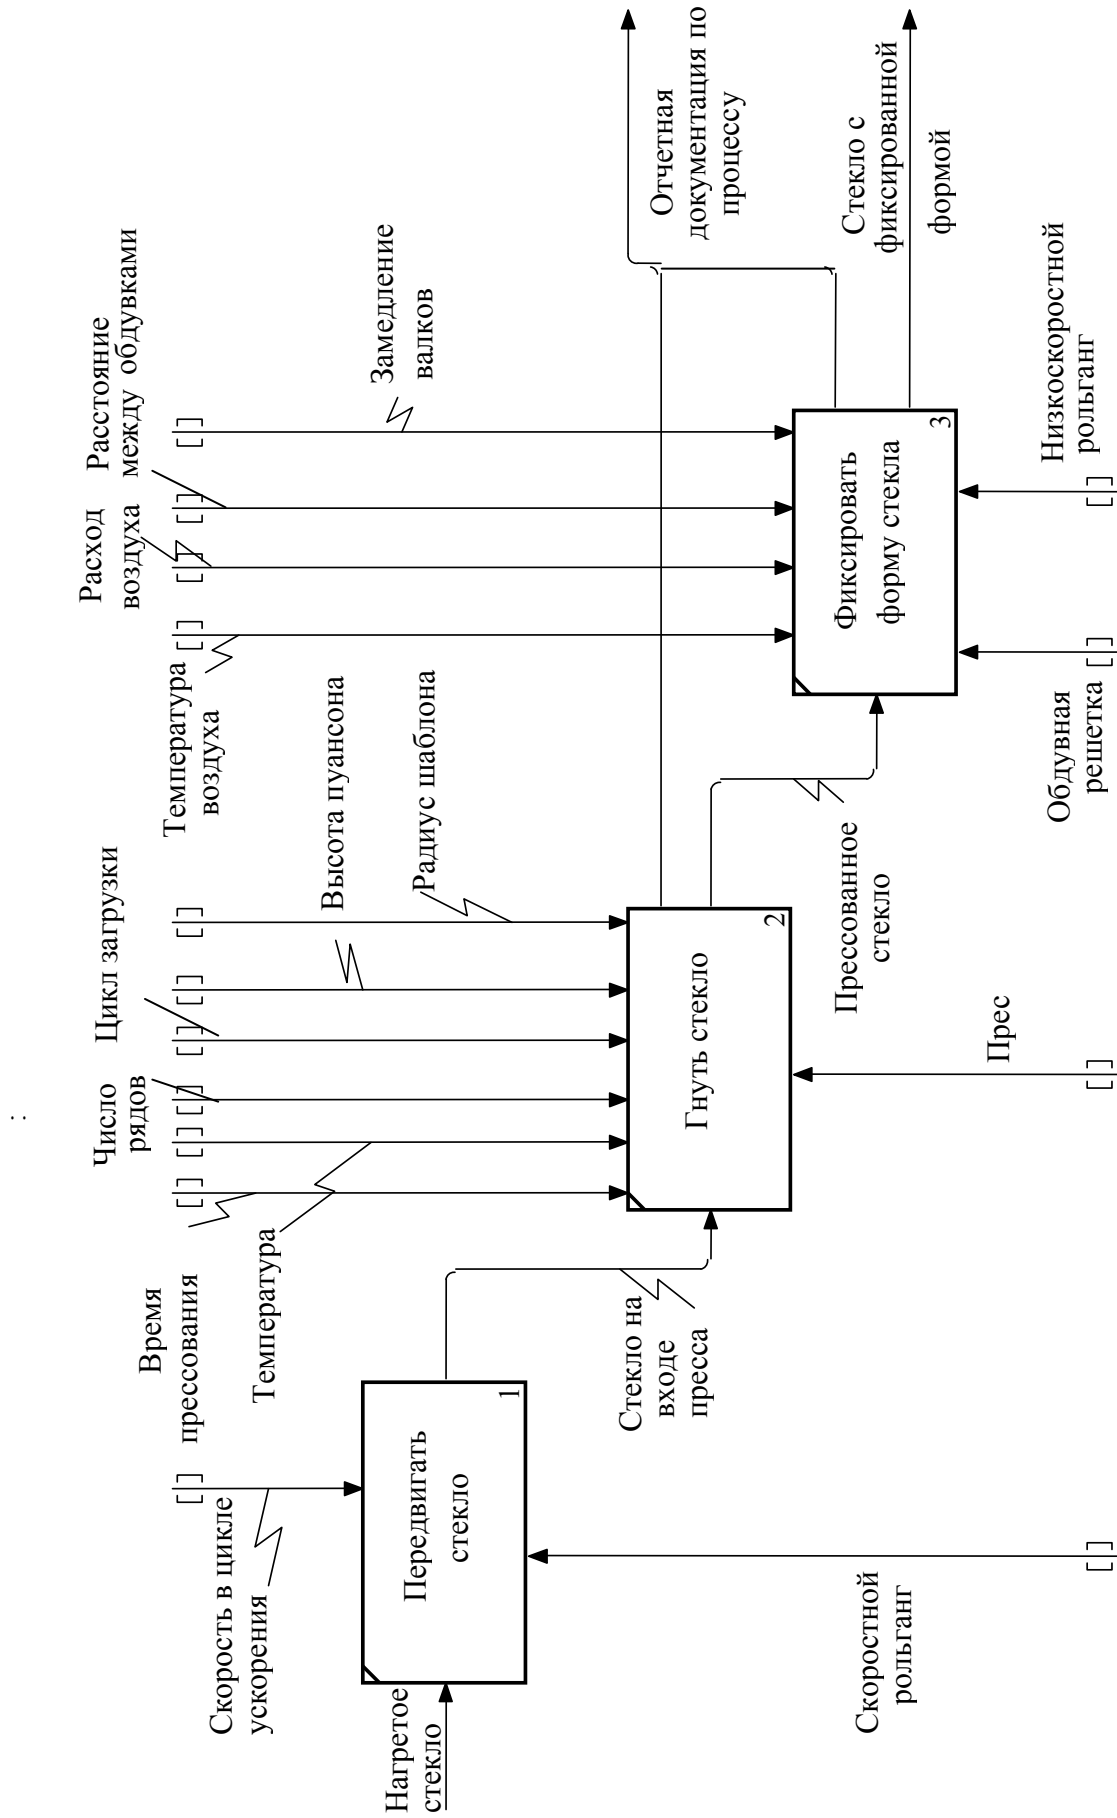 Расстояние
между обдувками
Расход
воздуха
Температура
воздуха
Замедление
валков
Цикл загрузки
Число
рядов
Высота пуансона
Радиус шаблона
Время
прессования
Температура
Скорость в цикле
ускорения
Нагретое
стекло
Передвигать
стекло
1
Стекло на
входе
пресса
Гнуть стекло
2
Прессованное
стекло
Фиксировать
форму стекла
3
Отчетная
документация по
процессу
Стекло с
фиксированной
формой
Скоростной
рольганг
Прес
Обдувная
решетка
Низкоскоростной
рольганг